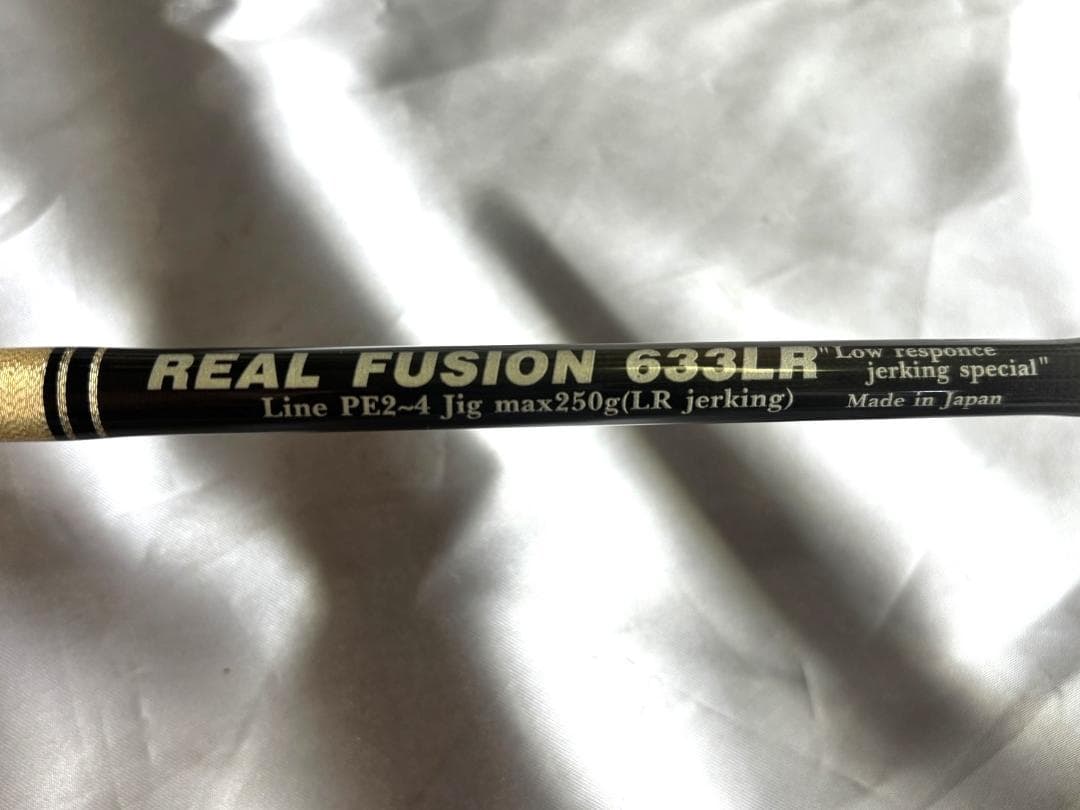 REAL FUSION 633LR "Low responce
jerking special"
Line PE2~4 Jig max250g(LR jerking) Made in Japan